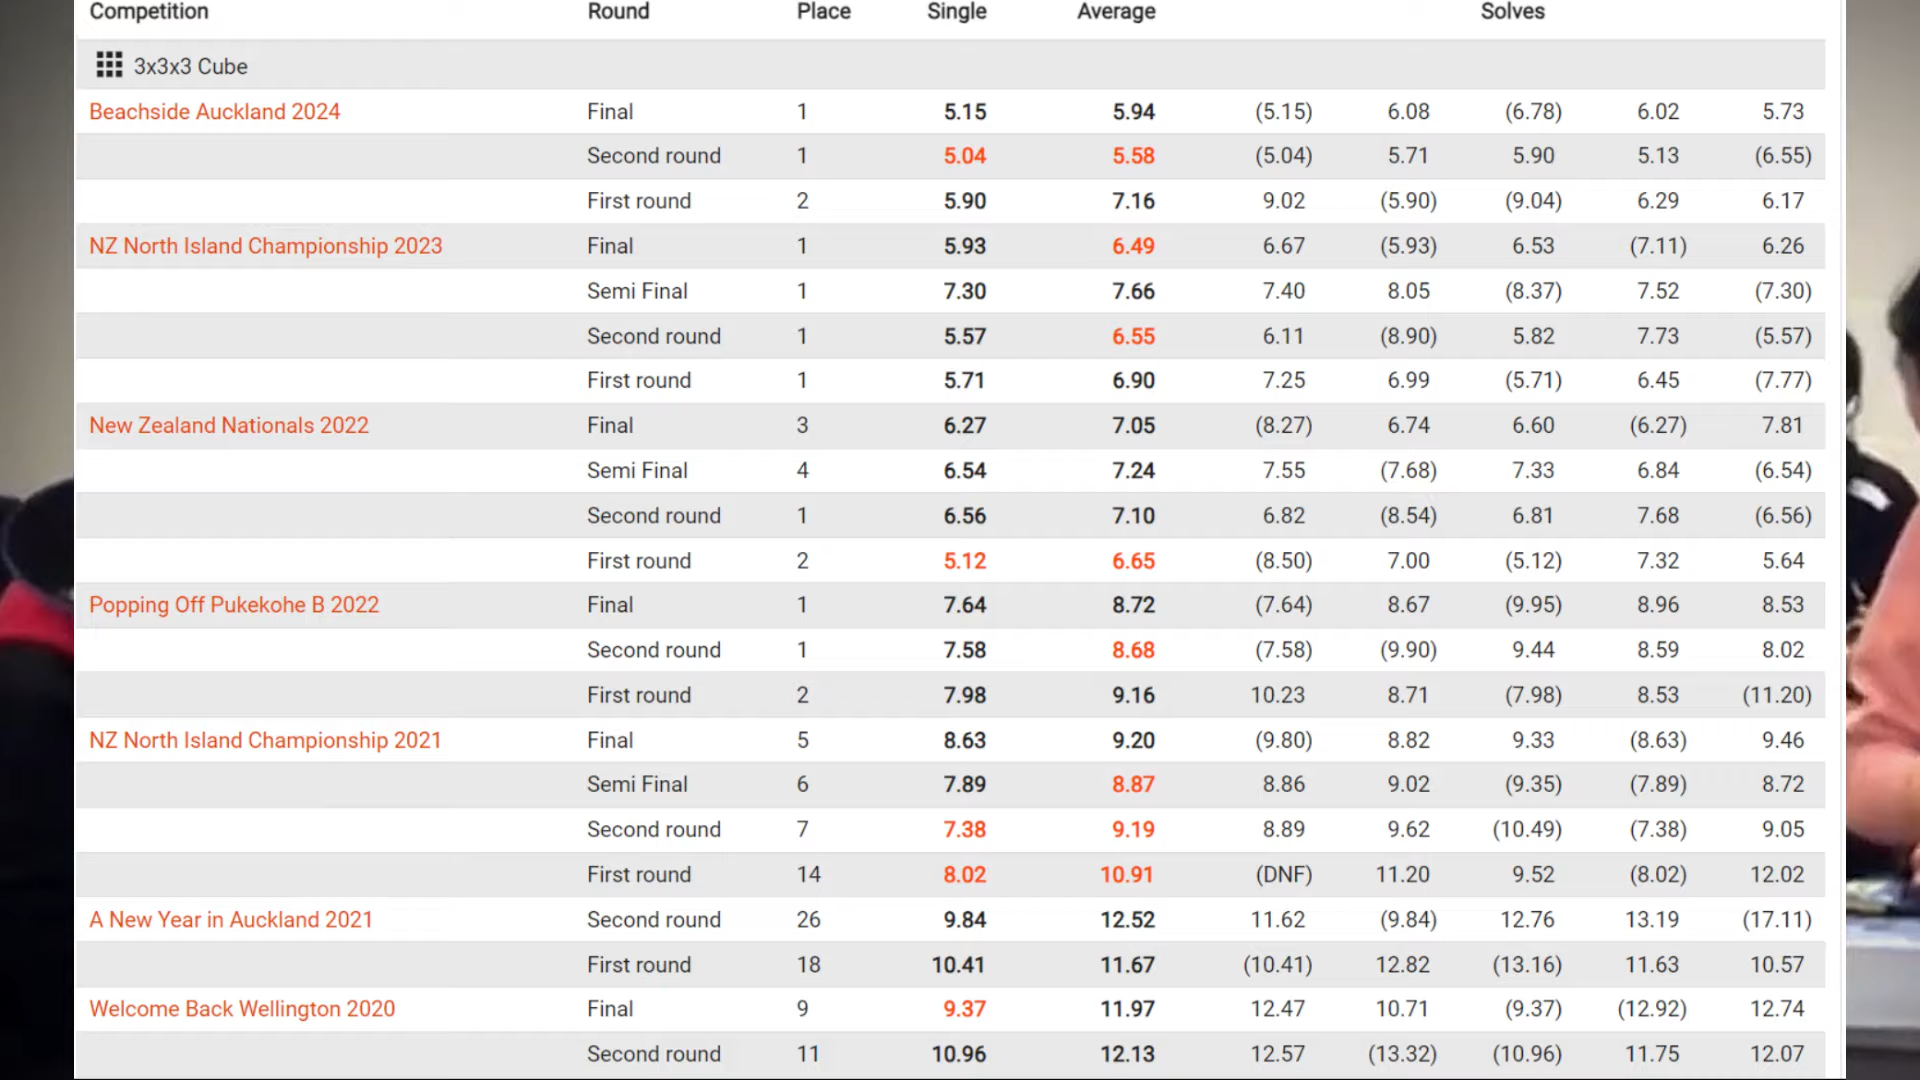 Competition Round Place Single Average Solves
3x3x3 Cube
Beachside Auckland 2024 Final 1 5.15 5.94 (5.15) 6.08 (6.78) 6.02 5.73
Second round 1 5.04 5.58 (5.04) 5.71 5.90 5.13 (6.55)
First round 2 5.90 7.16 9.02 (5.90) (9.04) 6.29 6.17
NZ North Island Championship 2023 Final 1 5.93 6.49 6.67 (5.93) 6.53 (7.11) 6.26
Semi Final 1 7.30 7.66 7.40 8.05 (8.37) 7.52 (7.30)
Second round 1 5.57 6.55 6.11 (8.90) 5.82 7.73 (5.57)
First round 1 5.71 6.90 7.25 6.99 (5.71) 6.45 (7.77)
New Zealand Nationals 2022 Final 3 6.27 7.05 (8.27) 6.74 6.60 (6.27) 7.81
Semi Final 4 6.54 7.24 7.55 (7.68) 7.33 6.84 (6.54)
Second round 1 6.56 7.10 6.82 (8.54) 6.81 7.68 (6.56)
First round 2 5.12 6.65 (8.50) 7.00 (5.12) 7.32 5.64
Popping Off Pukekohe B 2022 Final 1 7.64 8.72 (7.64) 8.67 (9.95) 8.96 8.53
Second round 1 7.58 8.68 (7.58) (9.90) 9.44 8.59 8.02
First round 2 7.98 9.16 10.23 8.71 (7.98) 8.53 (11.20)
NZ North Island Championship 2021 Final 5 8.63 9.20 (9.80) 8.82 9.33 (8.63) 9.46
Semi Final 6 7.89 8.87 8.86 9.02 (9.35) (7.89) 8.72
Second round 7 7.38 9.19 8.89 9.62 (10.49) (7.38) 9.05
First round 14 8.02 10.91 (DNF) 11.20 9.52 (8.02) 12.02
A New Year in Auckland 2021 Second round 26 9.84 12.52 11.62 (9.84) 12.76 13.19 (17.11)
First round 18 10.41 11.67 (10.41) 12.82 (13.16) 11.63 10.57
Welcome Back Wellington 2020 Final 9 9.37 11.97 12.47 10.71 (9.37) (12.92) 12.74
Second round 11 10.96 12.13 12.57 (13.32) (10.96) 11.75 12.07